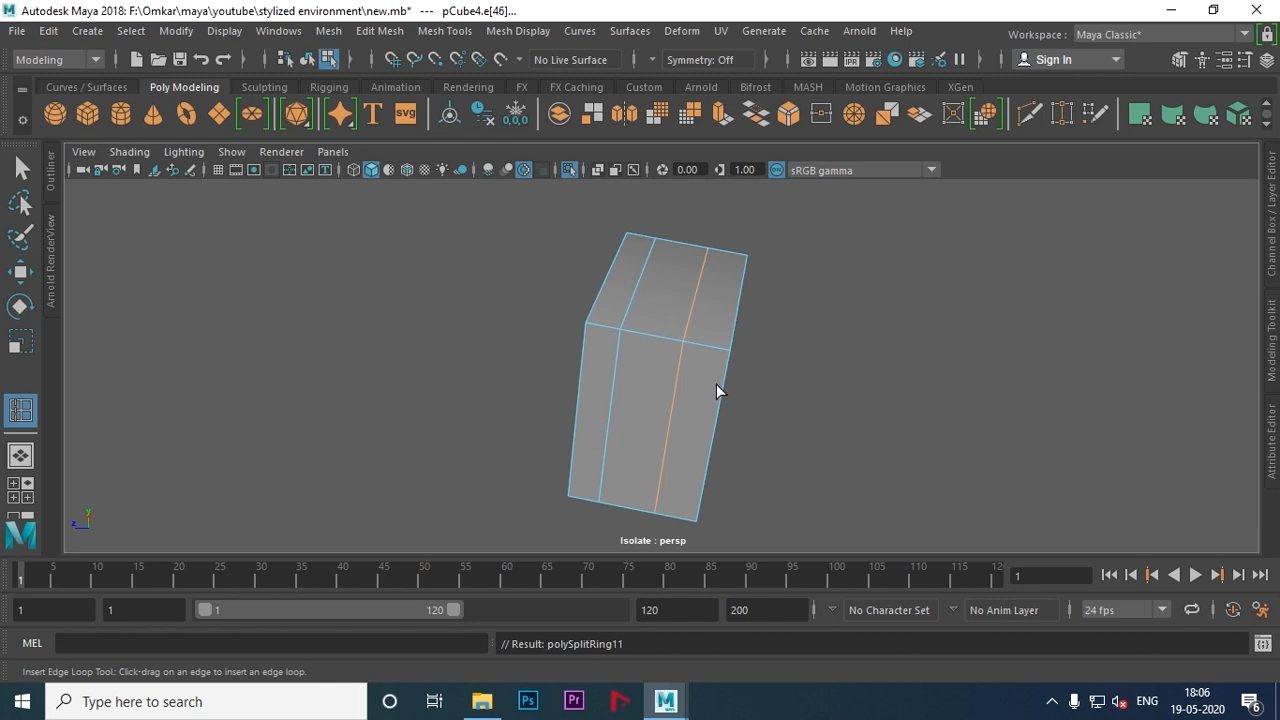 Autodesk Maya 2018: F:\Omkar\maya\youtube\stylized environment\new.mb* --- pCube4.e[46]...
File Edit Create Select Modify Display Windows Mesh Edit Mesh Mesh Tools Mesh Display Curves Surfaces Deform UV Generate Cache Arnold Help Workspace : Maya Classic*
Modeling No Live Surface Symmetry: Off Sign In
Curves / Surfaces Poly Modeling Sculpting Rigging Animation Rendering FX FX Caching Custom Arnold Bifrost MASH Motion Graphics XGen
svg 0,0,0
View Shading Lighting Show Renderer Panels
0.00 1.00 ON sRGB gamma
Outliner
Arnold RenderView
Channel Box / Layer Editor
Modeling Toolkit
Attribute Editor
y
z
Isolate : persp
5 10 15 20 25 30 35 40 45 50 55 60 65 70 75 80 85 90 95 100 105 110 115 12
1 1
1 1 1 120 120 200 No Character Set No Anim Layer 24 fps
MEL // Result: polySplitRing11
Insert Edge Loop Tool: Click-drag on an edge to insert an edge loop.
Type here to search Ps Pr ENG 18:06
19-05-2020 6